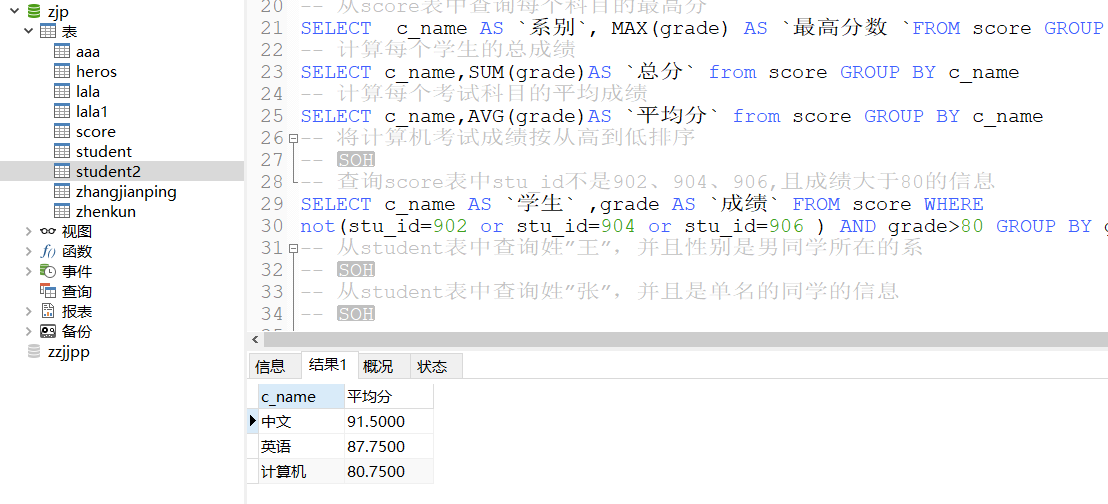 zjp
表
aaa
heros
lala
lala1
score
student
student2
zhangjianping
zhenkun
视图
函数
事件
查询
报表
备份
zzjjpp
20 -- 从score表中查询每个科目的最高分
21 SELECT  c_name AS `系别`, MAX(grade) AS `最高分数 `FROM score GROUP
22 -- 计算每个学生的总成绩
23 SELECT c_name,SUM(grade)AS `总分` from score GROUP BY c_name
24 -- 计算每个考试科目的平均成绩
25 SELECT c_name,AVG(grade)AS `平均分` from score GROUP BY c_name
26 -- 将计算机考试成绩按从高到低排序
27 -- SOH
28 -- 查询score表中stu_id不是902、904、906,且成绩大于80的信息
29 SELECT c_name AS `学生` ,grade AS `成绩` FROM score WHERE
30 not(stu_id=902 or stu_id=904 or stu_id=906 ) AND grade>80 GROUP BY
31 -- 从student表中查询姓”王”，并且性别是男同学所在的系
32 -- SOH
33 -- 从student表中查询姓”张”，并且是单名的同学的信息
34 -- SOH
信息 结果1 概况 状态
c_name 平均分
中文 91.5000
英语 87.7500
计算机 80.7500